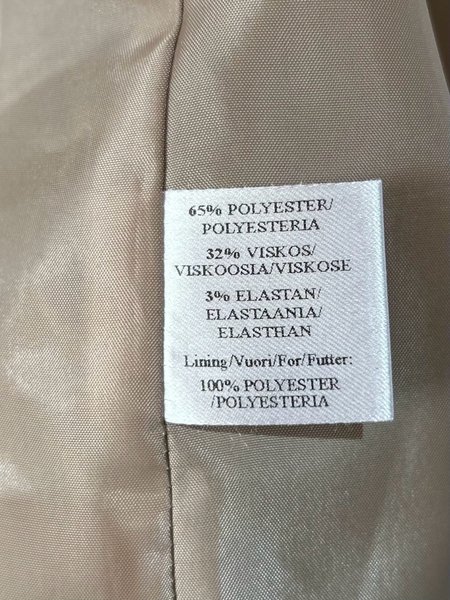 65% POLYESTER/
POLYESTERIA
32% VISKOS/
VISKOOSIA/VISKOSE
3% ELASTAN/
ELASTAANIA/
ELASTHAN
Lining/Vuori/For/Futter:
100% POLYESTER
/POLYESTERIA